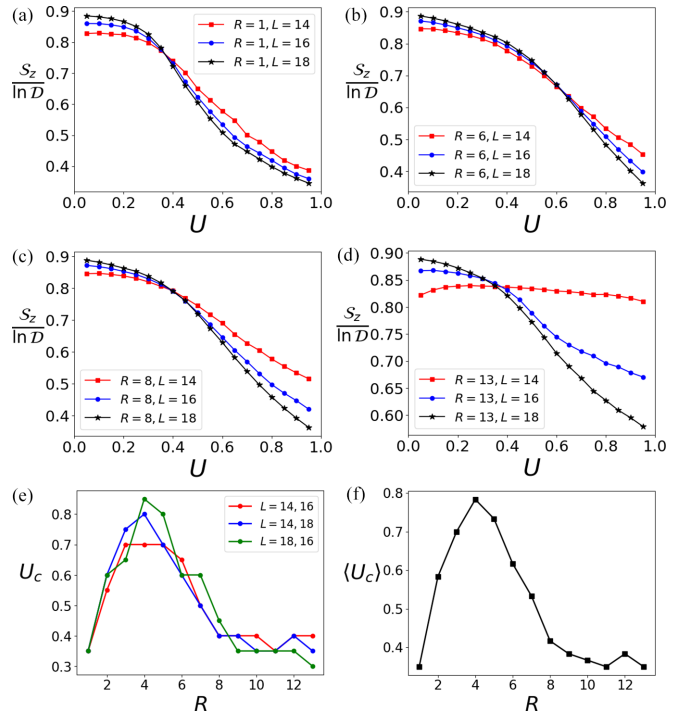 (a)
0.9
0.8
0.7
0.6
0.5
0.4
S_z
ln D
R = 1, L = 14
R = 1, L = 16
R = 1, L = 18
0.0 0.2 0.4 0.6 0.8 1.0
U
(b)
0.9
0.8
0.7
0.6
0.5
0.4
S_z
ln D
R = 6, L = 14
R = 6, L = 16
R = 6, L = 18
0.0 0.2 0.4 0.6 0.8 1.0
U
(c)
0.9
0.8
0.7
0.6
0.5
0.4
S_z
ln D
R = 8, L = 14
R = 8, L = 16
R = 8, L = 18
0.0 0.2 0.4 0.6 0.8 1.0
U
(d)
0.90
0.85
0.80
0.75
0.70
0.65
0.60
S_z
ln D
R = 13, L = 14
R = 13, L = 16
R = 13, L = 18
0.0 0.2 0.4 0.6 0.8 1.0
U
(e)
0.8
0.7
0.6
0.5
0.4
0.3
U_c
L = 14, 16
L = 14, 18
L = 18, 16
2 4 6 8 10 12
R
(f)
0.8
0.7
0.6
0.5
0.4
⟨U_c⟩
2 4 6 8 10 12
R